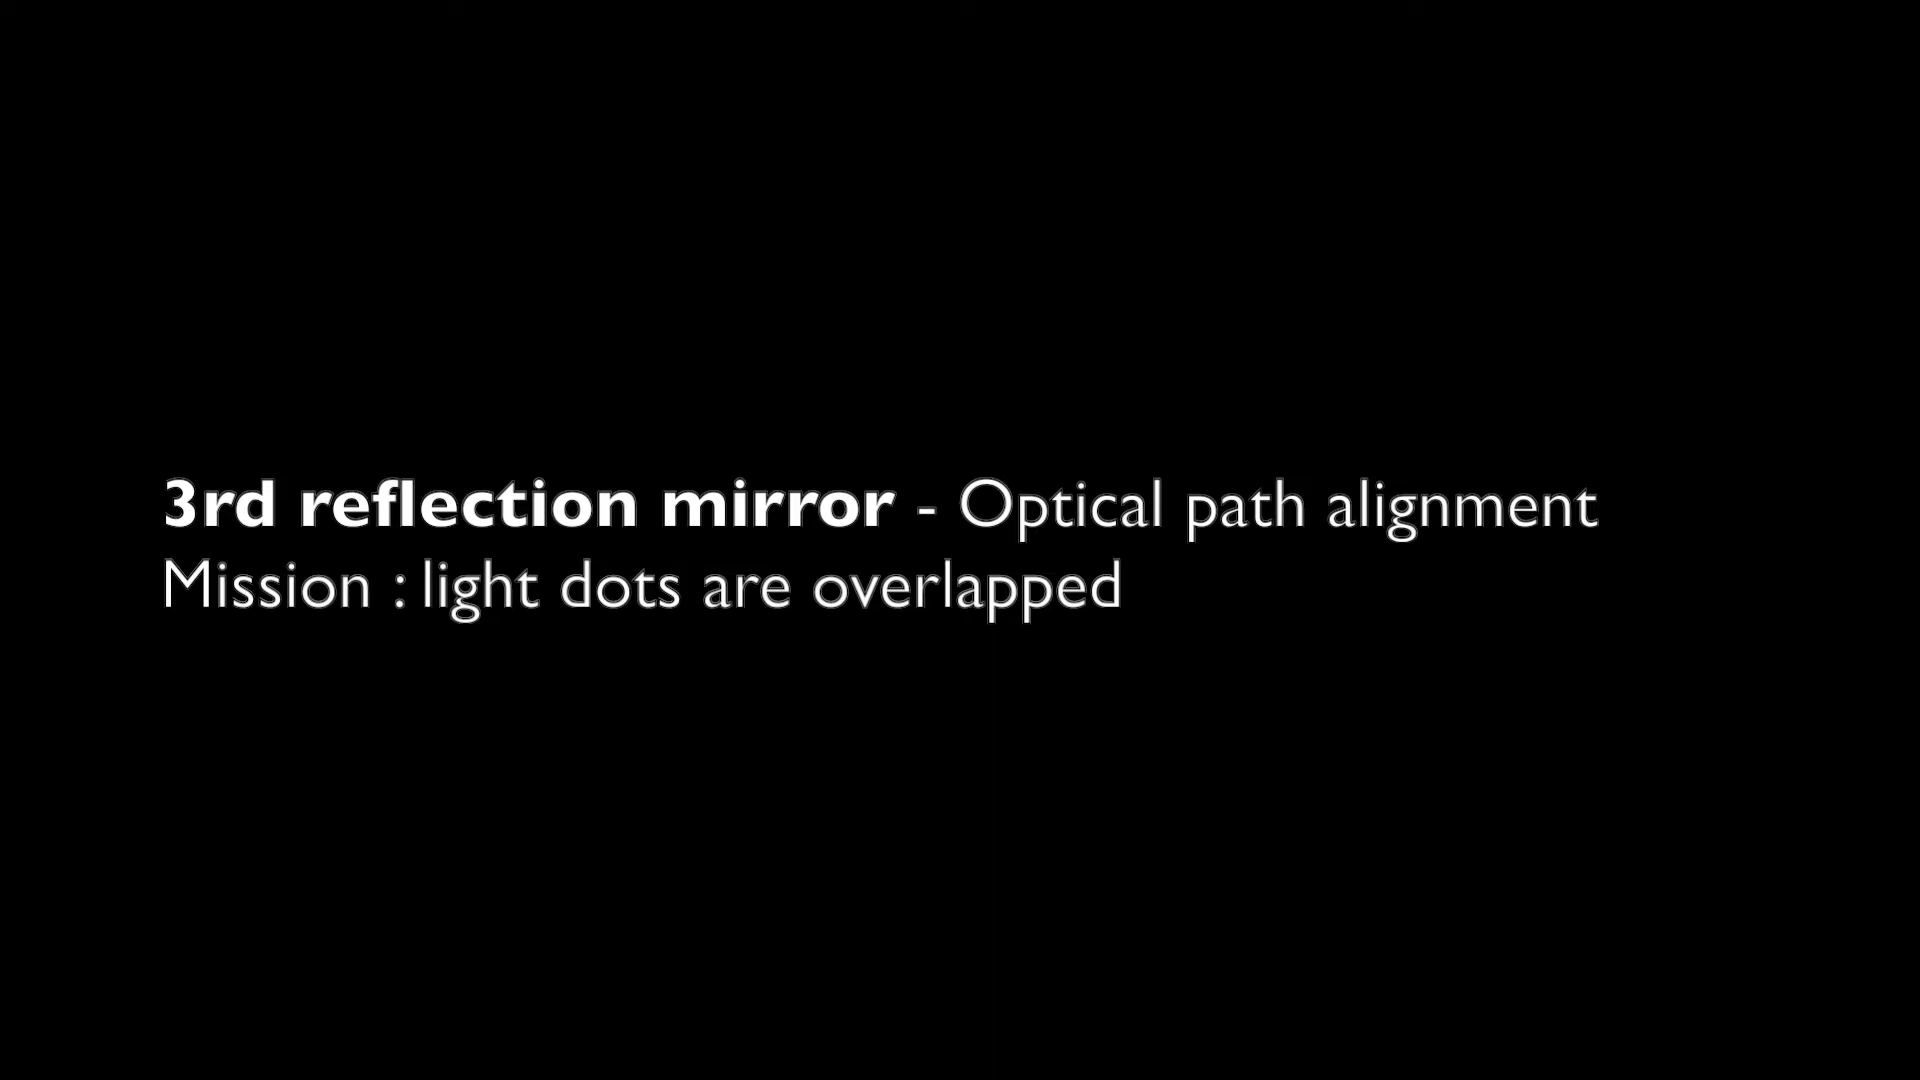 3rd reflection mirror - Optical path alignment
Mission : light dots are overlapped